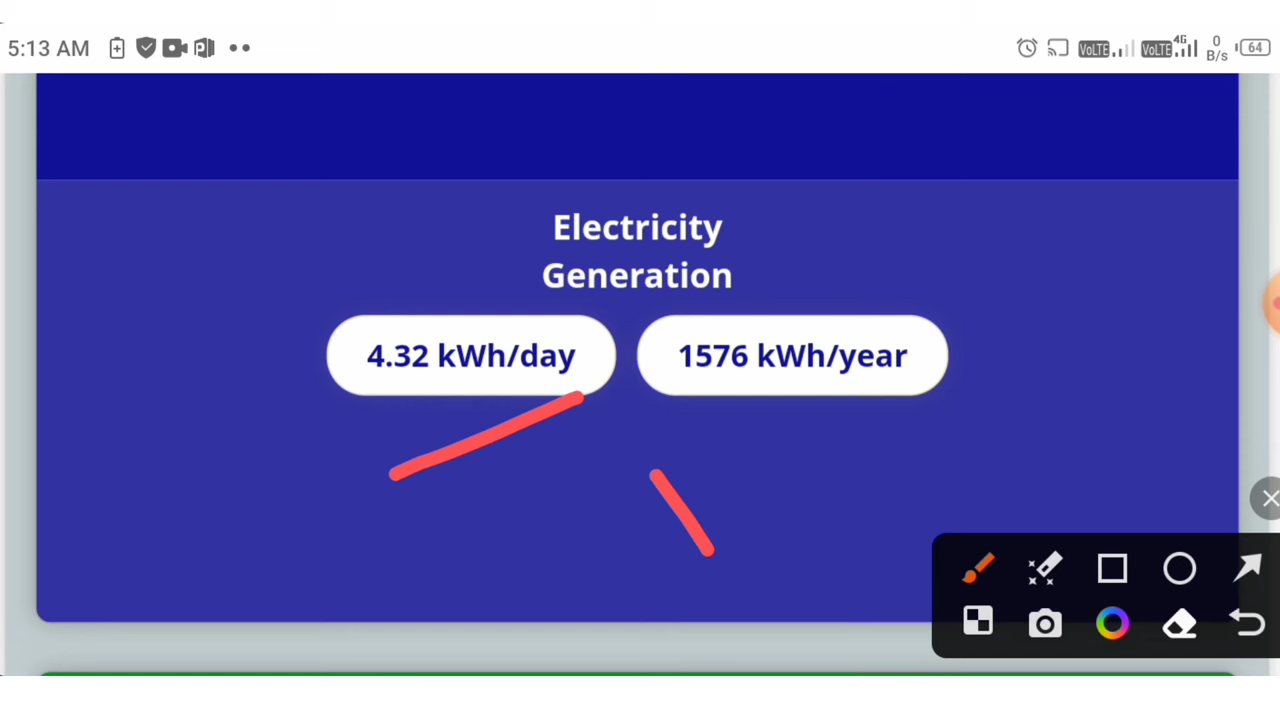 5:13 AM
VoLTE VoLTE 4G 0 B/s 64
Electricity
Generation
4.32 kWh/day 1576 kWh/year